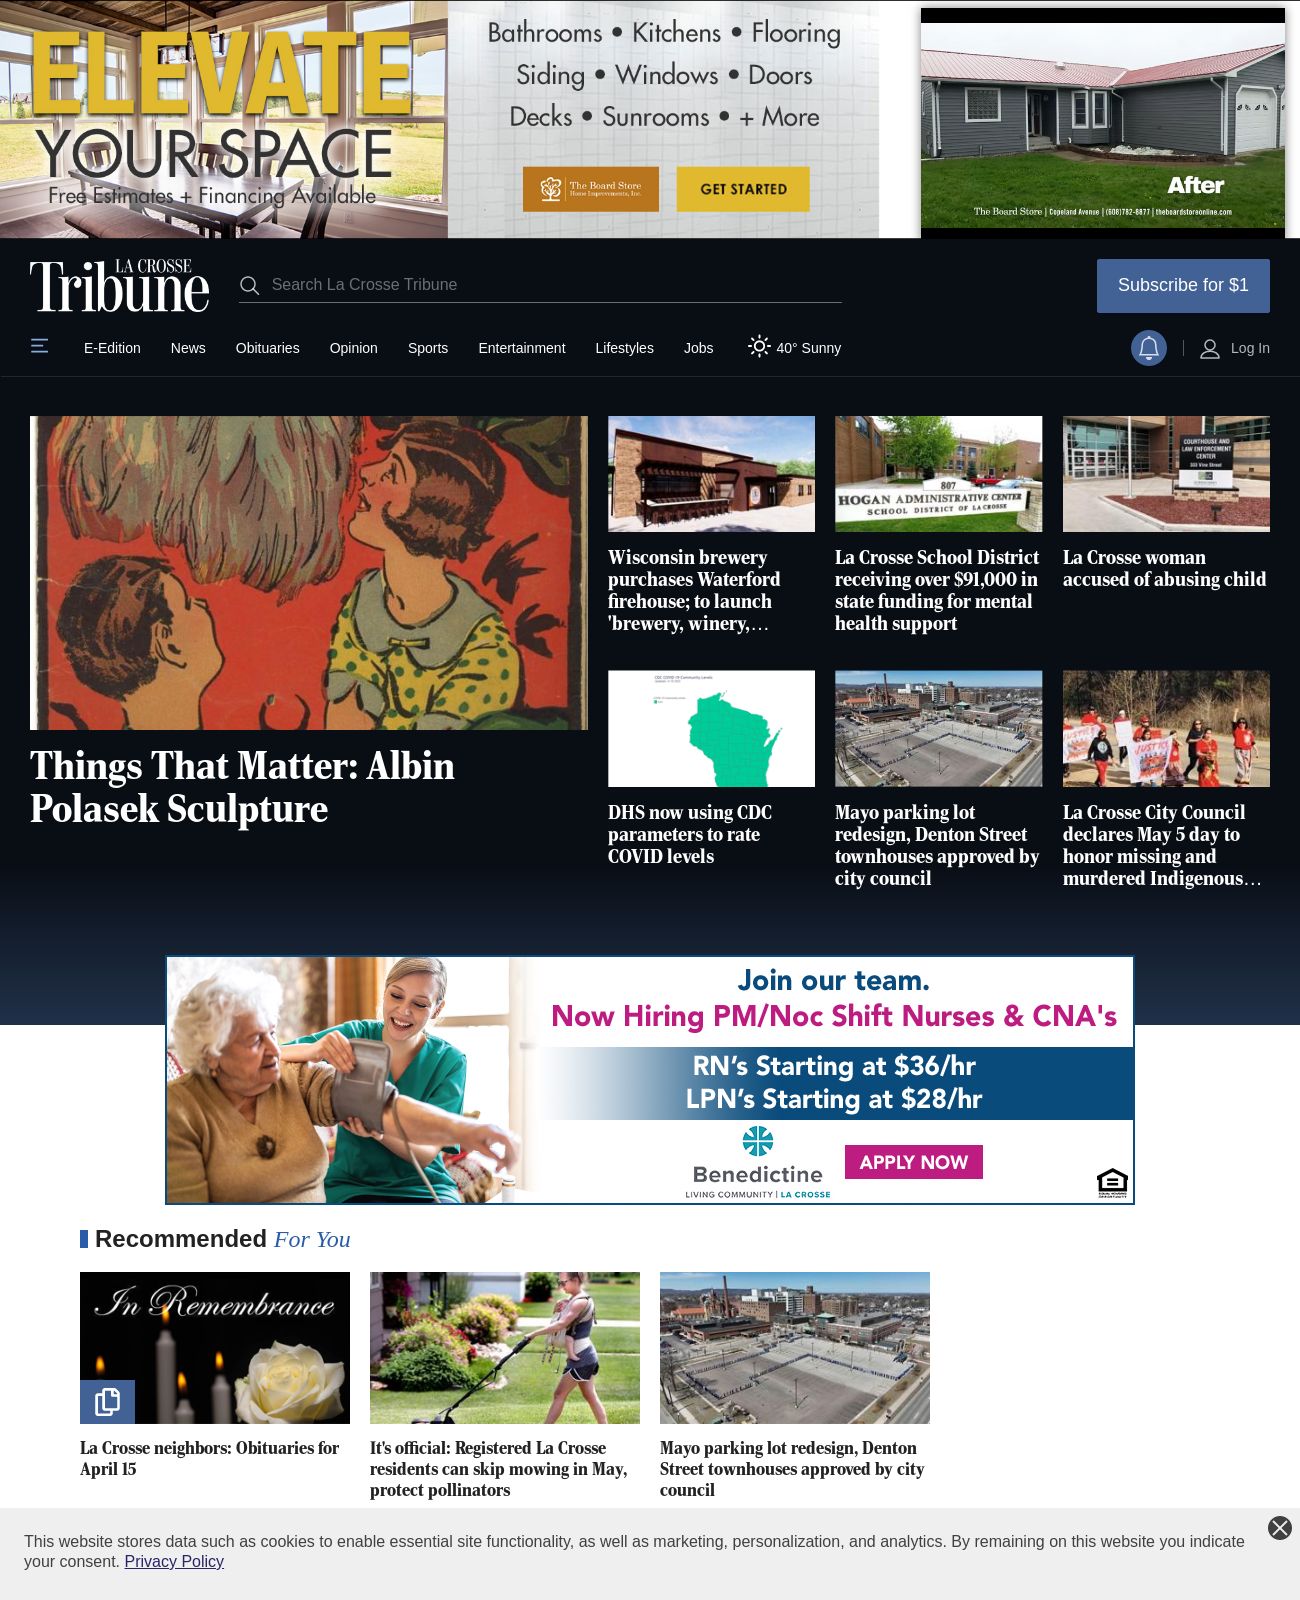 ELEVATE
YOUR SPACE
Free Estimates + Financing Available
Bathrooms • Kitchens • Flooring
Siding • Windows • Doors
Decks • Sunrooms • + More
The Board Store
Home Improvements, Inc.
GET STARTED
After
The Board Store | Copeland Avenue | (608)782-8877 | theboardstoreonline.com
LA CROSSE
Tribune
Search La Crosse Tribune
Subscribe for $1
E-Edition News Obituaries Opinion Sports Entertainment Lifestyles Jobs 40° Sunny
Log In
Things That Matter: Albin
Polasek Sculpture
Wisconsin brewery
purchases Waterford
firehouse; to launch
'brewery, winery,…
807
HOGAN ADMINISTRATIVE CENTER
SCHOOL DISTRICT OF LA CROSSE
La Crosse School District
receiving over $91,000 in
state funding for mental
health support
COURTHOUSE AND
LAW ENFORCEMENT
CENTER
333 Vine Street
La Crosse woman
accused of abusing child
CDC COVID-19 Community Levels
DHS now using CDC
parameters to rate
COVID levels
Mayo parking lot
redesign, Denton Street
townhouses approved by
city council
La Crosse City Council
declares May 5 day to
honor missing and
murdered Indigenous…
Join our team.
Now Hiring PM/Noc Shift Nurses & CNA's
RN's Starting at $36/hr
LPN's Starting at $28/hr
Benedictine
LIVING COMMUNITY | LA CROSSE
APPLY NOW
EQUAL HOUSING
OPPORTUNITY
Recommended For You
In Remembrance
La Crosse neighbors: Obituaries for
April 15
It's official: Registered La Crosse
residents can skip mowing in May,
protect pollinators
Mayo parking lot redesign, Denton
Street townhouses approved by city
council
This website stores data such as cookies to enable essential site functionality, as well as marketing, personalization, and analytics. By remaining on this website you indicate
your consent. Privacy Policy